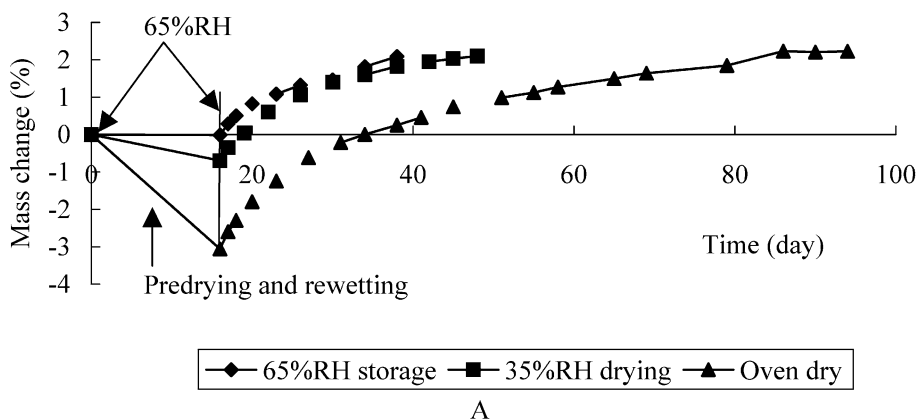 65%RH
Mass change (%)
3
2
1
0
-1
-2
-3
-4
0
20
40
60
80
100
Time (day)
Predrying and rewetting
65%RH storage 35%RH drying Oven dry
A